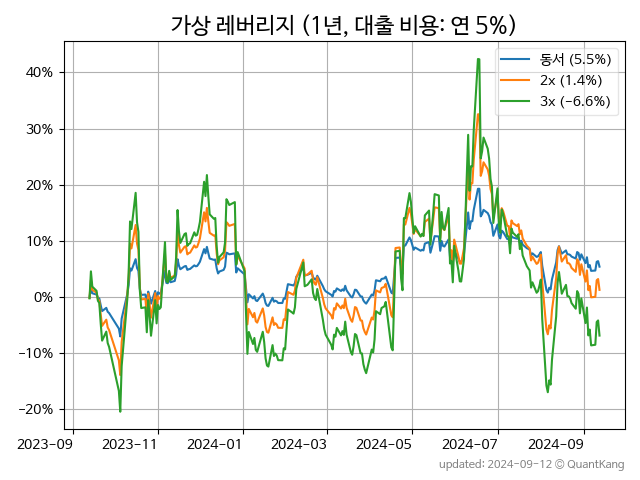 가상 레버리지 (1년, 대출 비용: 연 5%)
동서 (5.5%)
2x (1.4%)
3x (−6.6%)
40%
30%
20%
10%
0%
−10%
−20%
2023-09
2023-11
2024-01
2024-03
2024-05
2024-07
2024-09
updated: 2024-09-12 © QuantKang